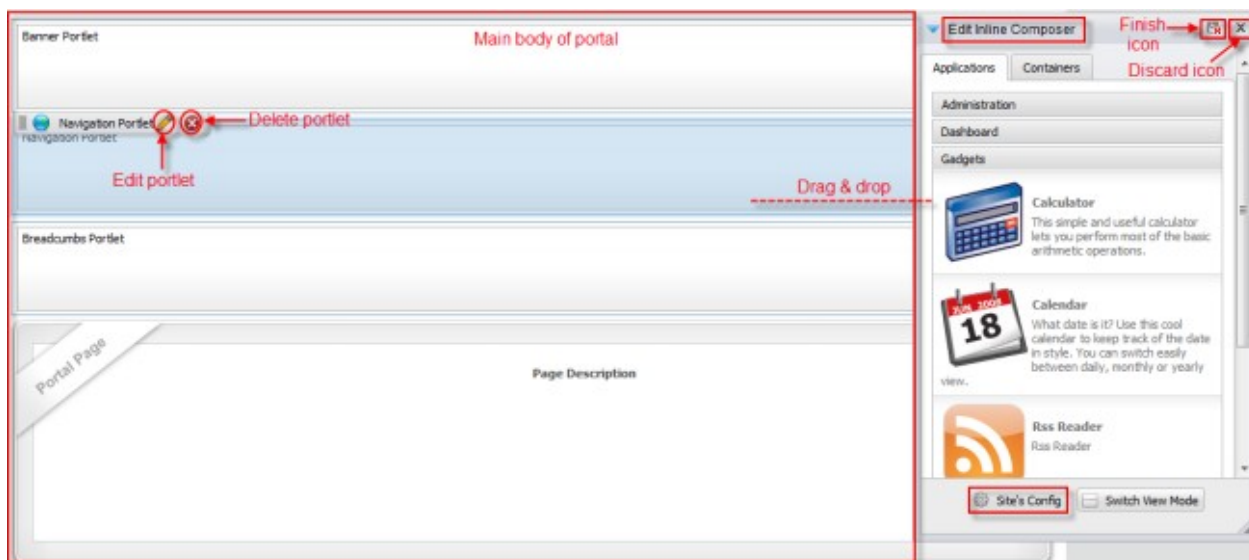 Banner Portlet
Main body of portal
Navigation Portlet
Delete portlet
Navigation Portlet
Edit portlet
Drag & drop
Breadcumbs Portlet
Portal Page
Page Description
Edit Inline Composer
Finish
icon
Discard icon
Applications
Containers
Administration
Dashboard
Gadgets
Calculator
This simple and useful calculator
lets you perform most of the basic
arithmetic operations.
JUN 2008
18
Calendar
What date is it? Use this cool
calendar to keep track of the date
in style. You can switch easily
between daily, monthly or yearly
view.
Rss Reader
Rss Reader
Site's Config
Switch View Mode